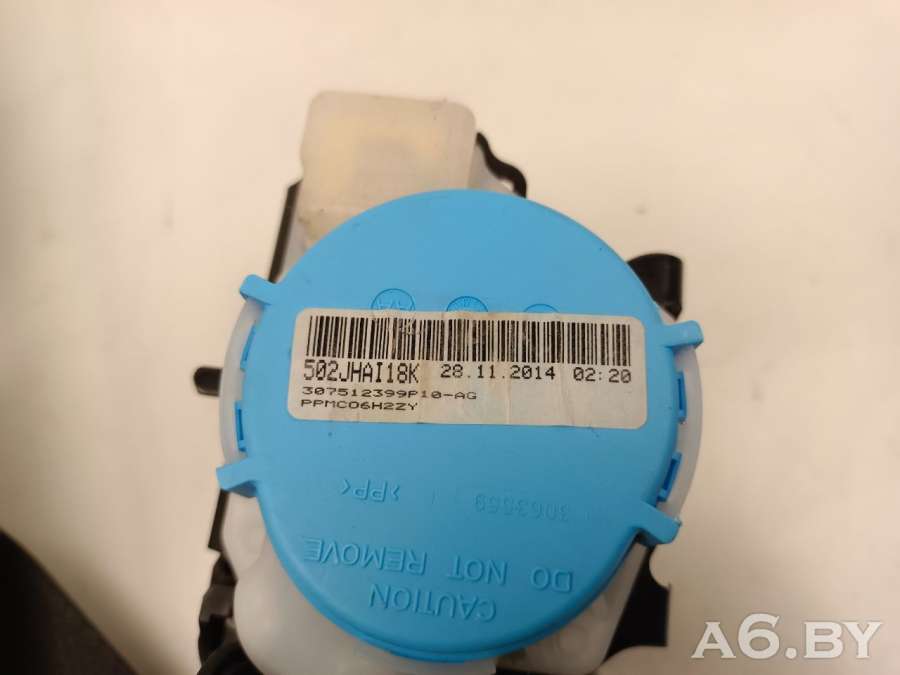 502JHAI18K 28.11.2014 02:20
307512399P10-AG
PPMC06H2ZY
>PP<
3063559
DO NOT REMOVE
CAUTION
A6.BY